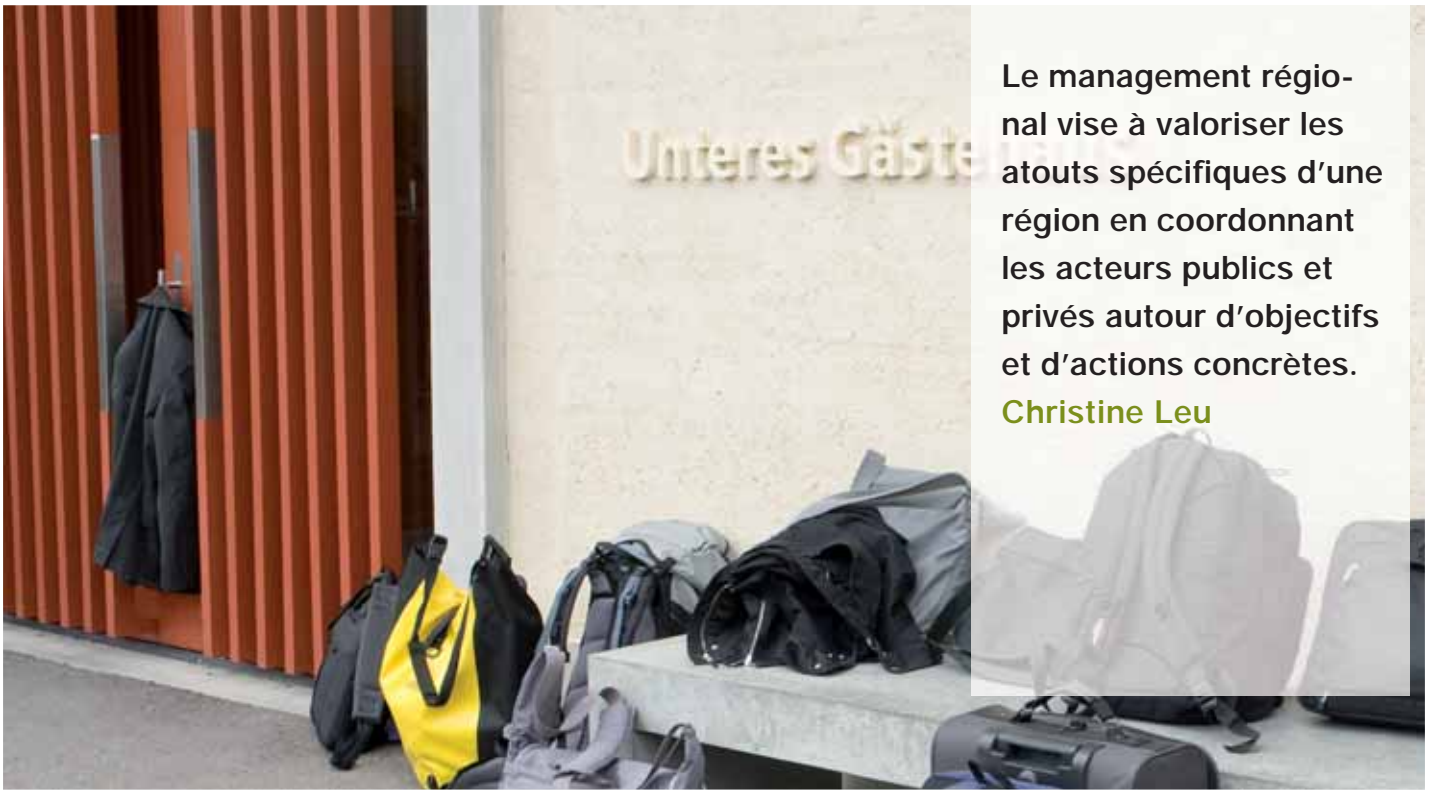 Unteres Gästehaus
Le management régio-
nal vise à valoriser les
atouts spécifiques d’une
région en coordonnant
les acteurs publics et
privés autour d’objectifs
et d’actions concrètes.
Christine Leu